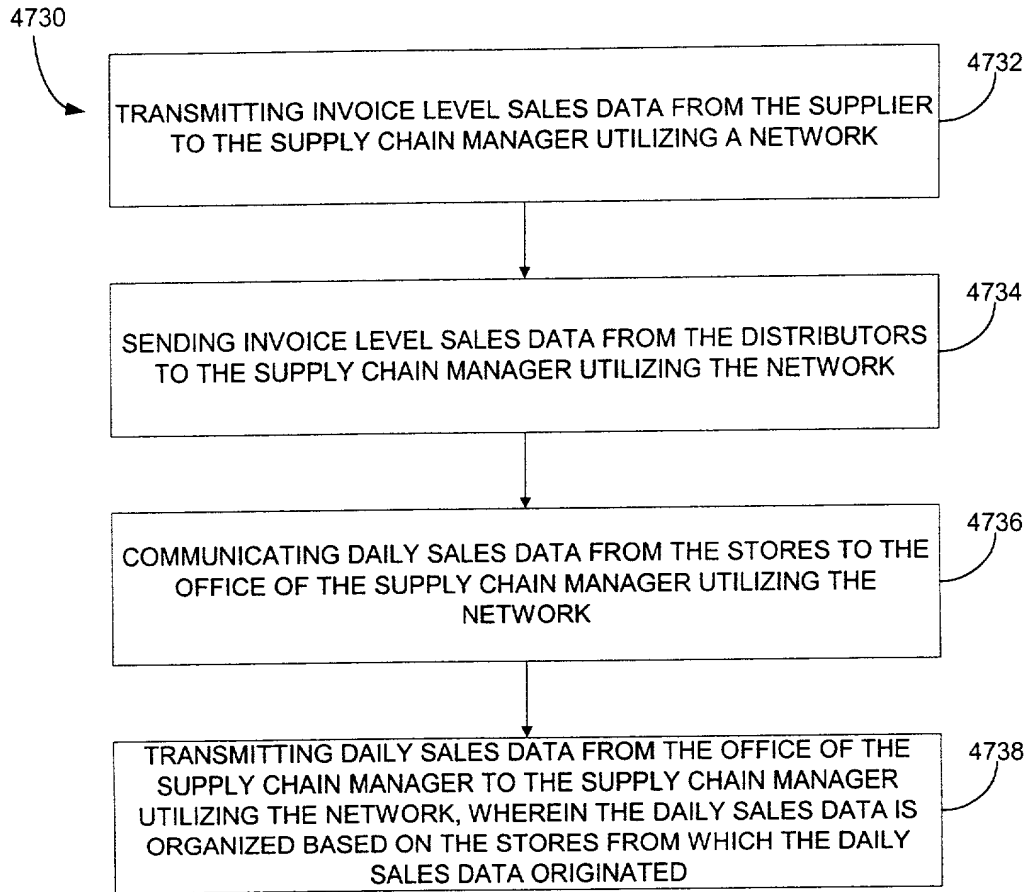 4730
4732
TRANSMITTING INVOICE LEVEL SALES DATA FROM THE SUPPLIER
TO THE SUPPLY CHAIN MANAGER UTILIZING A NETWORK
4734
SENDING INVOICE LEVEL SALES DATA FROM THE DISTRIBUTORS
TO THE SUPPLY CHAIN MANAGER UTILIZING THE NETWORK
4736
COMMUNICATING DAILY SALES DATA FROM THE STORES TO THE
OFFICE OF THE SUPPLY CHAIN MANAGER UTILIZING THE
NETWORK
4738
TRANSMITTING DAILY SALES DATA FROM THE OFFICE OF THE
SUPPLY CHAIN MANAGER TO THE SUPPLY CHAIN MANAGER
UTILIZING THE NETWORK, WHEREIN THE DAILY SALES DATA IS
ORGANIZED BASED ON THE STORES FROM WHICH THE DAILY
SALES DATA ORIGINATED